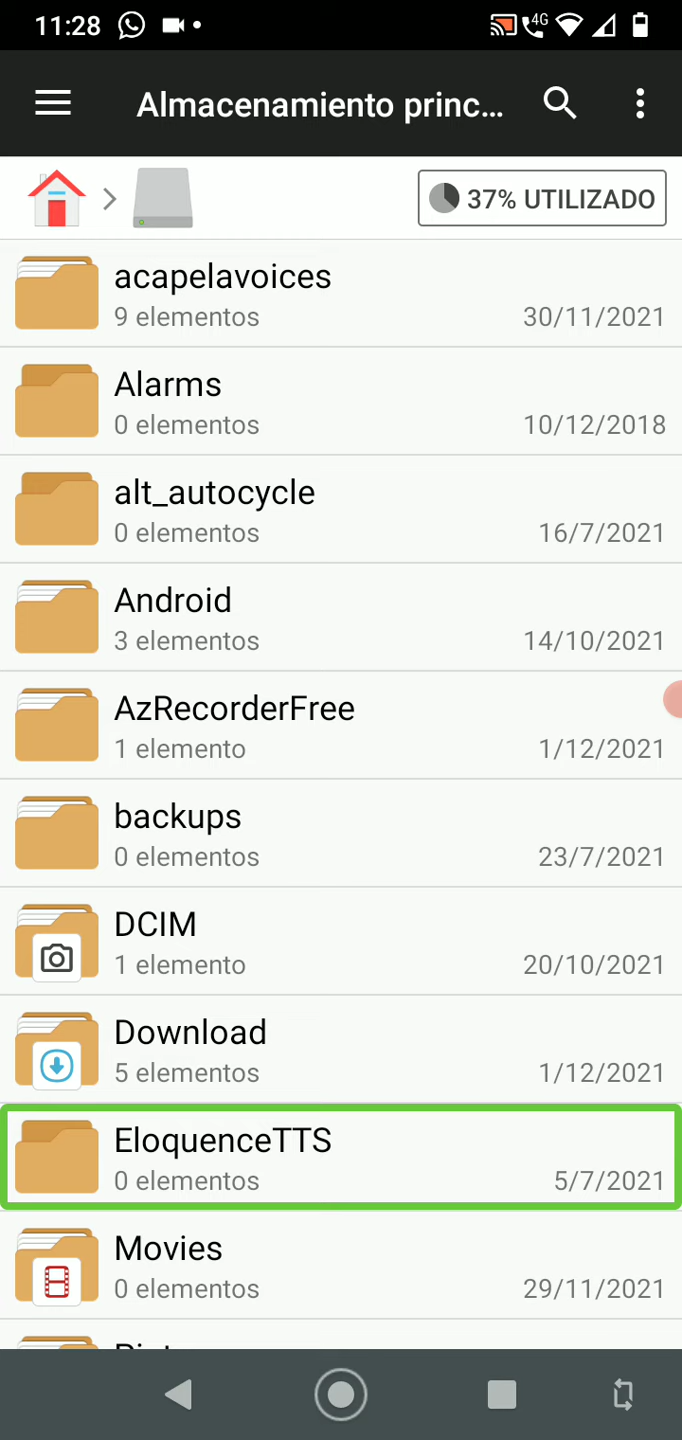 11:28
4G
Almacenamiento princ...
37% UTILIZADO
acapelavoices
9 elementos 30/11/2021
Alarms
0 elementos 10/12/2018
alt_autocycle
0 elementos 16/7/2021
Android
3 elementos 14/10/2021
AzRecorderFree
1 elemento 1/12/2021
backups
0 elementos 23/7/2021
DCIM
1 elemento 20/10/2021
Download
5 elementos 1/12/2021
EloquenceTTS
0 elementos 5/7/2021
Movies
0 elementos 29/11/2021